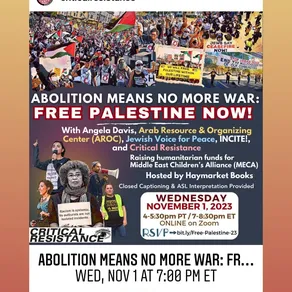 JEWS SAY
CEASEFIRE
NOW!
ABOLITION MEANS NO MORE WAR:
FREE PALESTINE NOW!
With Angela Davis, Arab Resource & Organizing
Center (AROC), Jewish Voice for Peace, INCITE!,
and Critical Resistance
Raising humanitarian funds for
Middle East Children's Alliance (MECA)
Hosted by Haymarket Books
Closed Captioning & ASL Interpretation Provided
WEDNESDAY
NOVEMBER 1, 2023
4-5:30pm PT / 7-8:30pm ET
ONLINE on Zoom
RSVP bit.ly/Free-Palestine-23
CRITICAL
RESISTANCE
ABOLITION MEANS NO MORE WAR: FR...
WED, NOV 1 AT 7:00 PM ET